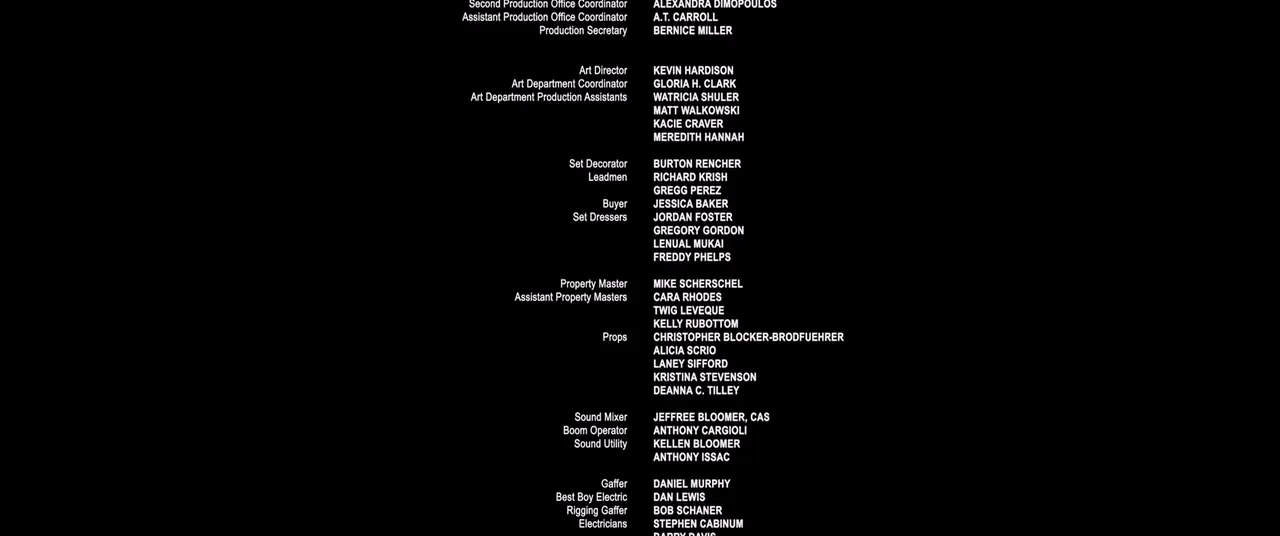 Second Production Office Coordinator ALEXANDRA DIMOPOULOS
Assistant Production Office Coordinator A.T. CARROLL
Production Secretary BERNICE MILLER
Art Director KEVIN HARDISON
Art Department Coordinator GLORIA H. CLARK
Art Department Production Assistants WATRICIA SHULER
MATT WALKOWSKI
KACIE CRAVER
MEREDITH HANNAH
Set Decorator BURTON RENCHER
Leadmen RICHARD KRISH
GREGG PEREZ
Buyer JESSICA BAKER
Set Dressers JORDAN FOSTER
GREGORY GORDON
LENUAL MUKAI
FREDDY PHELPS
Property Master MIKE SCHERSCHEL
Assistant Property Masters CARA RHODES
TWIG LEVEQUE
KELLY RUBOTTOM
Props CHRISTOPHER BLOCKER-BRODFUEHRER
ALICIA SCRIO
LANEY SIFFORD
KRISTINA STEVENSON
DEANNA C. TILLEY
Sound Mixer JEFFREE BLOOMER, CAS
Boom Operator ANTHONY CARGIOLI
Sound Utility KELLEN BLOOMER
ANTHONY ISSAC
Gaffer DANIEL MURPHY
Best Boy Electric DAN LEWIS
Rigging Gaffer BOB SCHANER
Electricians STEPHEN CABINUM